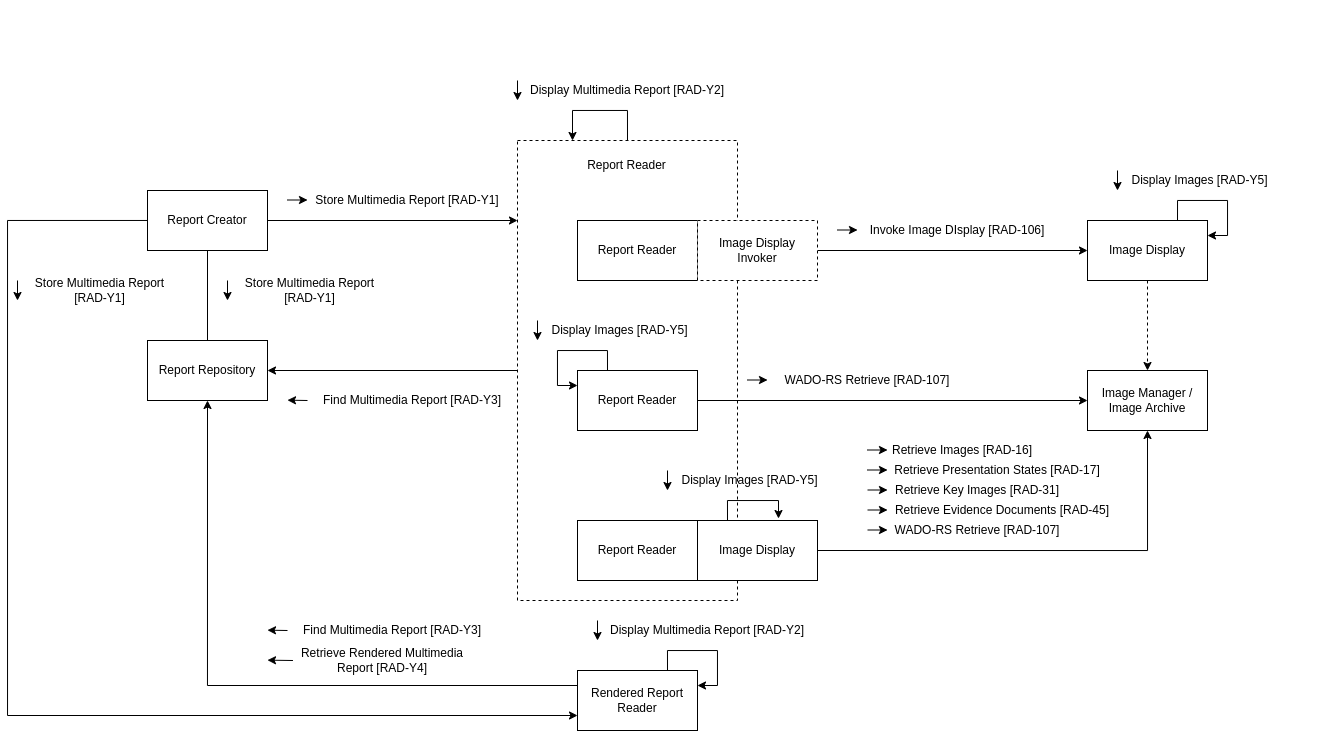 Display Multimedia Report [RAD-Y2]
Report Reader
Display Images [RAD-Y5]
Report Creator
Store Multimedia Report [RAD-Y1]
Report Reader
Image Display
Invoker
Invoke Image DIsplay [RAD-106]
Image Display
Store Multimedia Report
[RAD-Y1]
Store Multimedia Report
[RAD-Y1]
Display Images [RAD-Y5]
Report Repository
Find Multimedia Report [RAD-Y3]
Report Reader
WADO-RS Retrieve [RAD-107]
Image Manager /
Image Archive
Retrieve Images [RAD-16]
Retrieve Presentation States [RAD-17]
Retrieve Key Images [RAD-31]
Retrieve Evidence Documents [RAD-45]
WADO-RS Retrieve [RAD-107]
Display Images [RAD-Y5]
Report Reader
Image Display
Find Multimedia Report [RAD-Y3]
Retrieve Rendered Multimedia
Report [RAD-Y4]
Display Multimedia Report [RAD-Y2]
Rendered Report
Reader